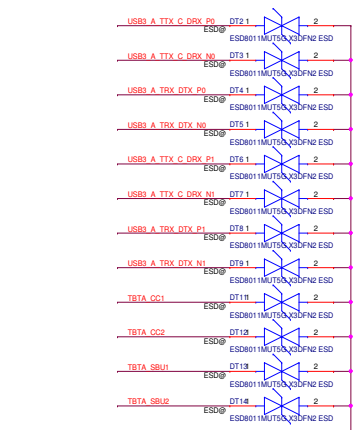 USB3_A_TTX_C_DRX_P0 DT2 1 2
ESD@ ESD8011MUT5G X3DFN2 ESD
USB3_A_TTX_C_DRX_N0 DT3 1 2
ESD@ ESD8011MUT5G X3DFN2 ESD
USB3_A_TRX_DTX_P0 DT4 1 2
ESD@ ESD8011MUT5G X3DFN2 ESD
USB3_A_TRX_DTX_N0 DT5 1 2
ESD@ ESD8011MUT5G X3DFN2 ESD
USB3_A_TTX_C_DRX_P1 DT6 1 2
ESD@ ESD8011MUT5G X3DFN2 ESD
USB3_A_TTX_C_DRX_N1 DT7 1 2
ESD@ ESD8011MUT5G X3DFN2 ESD
USB3_A_TRX_DTX_P1 DT8 1 2
ESD@ ESD8011MUT5G X3DFN2 ESD
USB3_A_TRX_DTX_N1 DT9 1 2
ESD@ ESD8011MUT5G X3DFN2 ESD
TBTA_CC1 DT11 1 2
ESD@ ESD8011MUT5G X3DFN2 ESD
TBTA_CC2 DT12 1 2
ESD@ ESD8011MUT5G X3DFN2 ESD
TBTA_SBU1 DT13 1 2
ESD@ ESD8011MUT5G X3DFN2 ESD
TBTA_SBU2 DT14 1 2
ESD@ ESD8011MUT5G X3DFN2 ESD